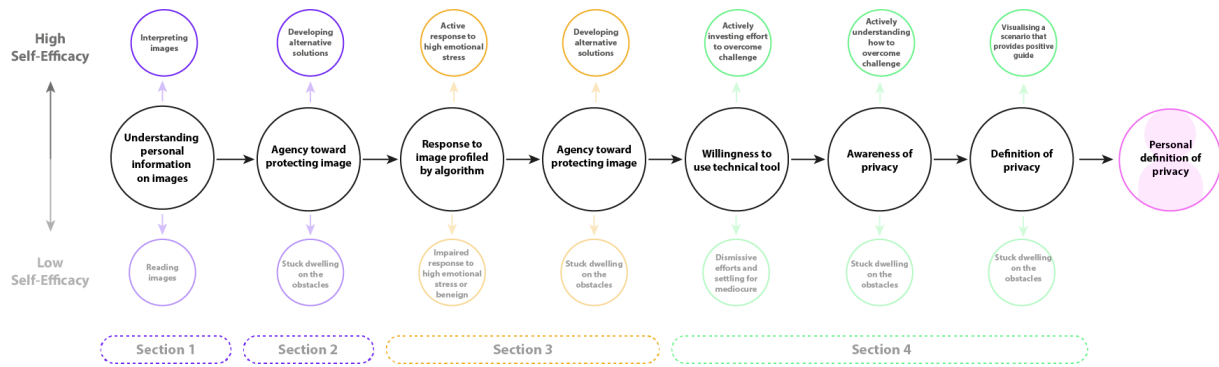 High
Self-Efficacy
Interpreting
images
Developing
alternative
solutions
Active
response to
high emotional
stress
Developing
alternative
solutions
Actively
investing effort
to overcome
challenge
Actively
understanding
how to
overcome
challenge
Visualising a
scenario that
provides positive
guide
Understanding
personal
information
on images
Agency toward
protecting image
Response to
image profiled
by algorithm
Agency toward
protecting image
Willingness to
use technical tool
Awareness of
privacy
Definition of
privacy
Personal
definition of
privacy
Low
Self-Efficacy
Reading
images
Stuck dwelling
on the
obstacles
Impaired
response to
high emotional
stress or
benign
Stuck dwelling
on the
obstacles
Dismissive
efforts and
settling for
mediocure
Stuck dwelling
on the
obstacles
Stuck dwelling
on the
obstacles
Section 1
Section 2
Section 3
Section 4